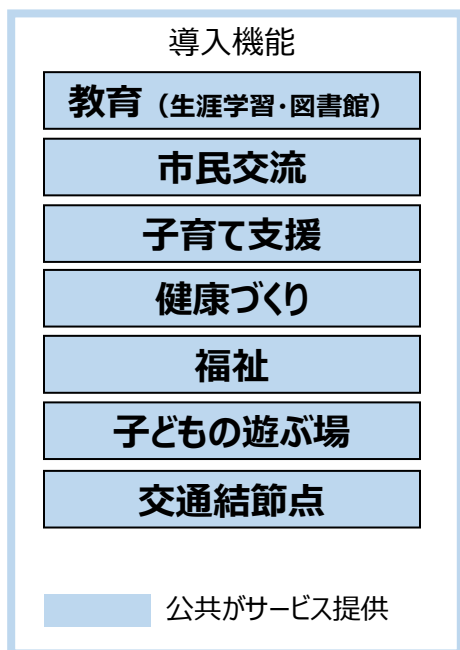 導入機能
教育（生涯学習･図書館）
市民交流
子育て支援
健康づくり
福祉
子どもの遊ぶ場
交通結節点
公共がサービス提供